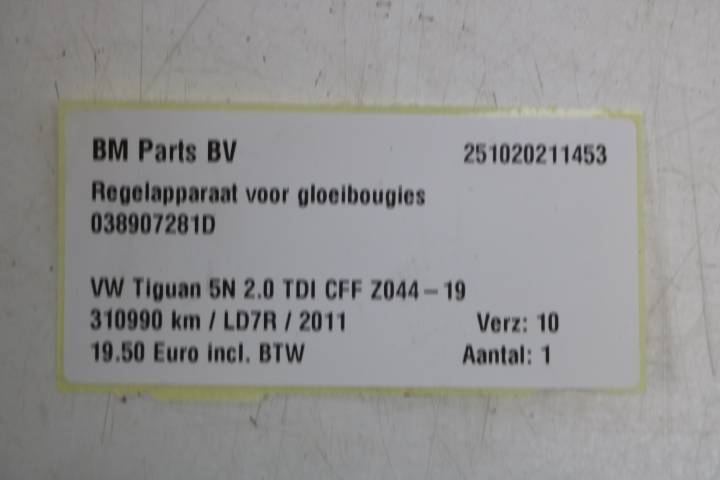 BM Parts BV 251020211453
Regelapparaat voor gloeibougies
038907281D
VW Tiguan 5N 2.0 TDI CFF Z044-19
310990 km / LD7R / 2011 Verz: 10
19.50 Euro incl. BTW Aantal: 1